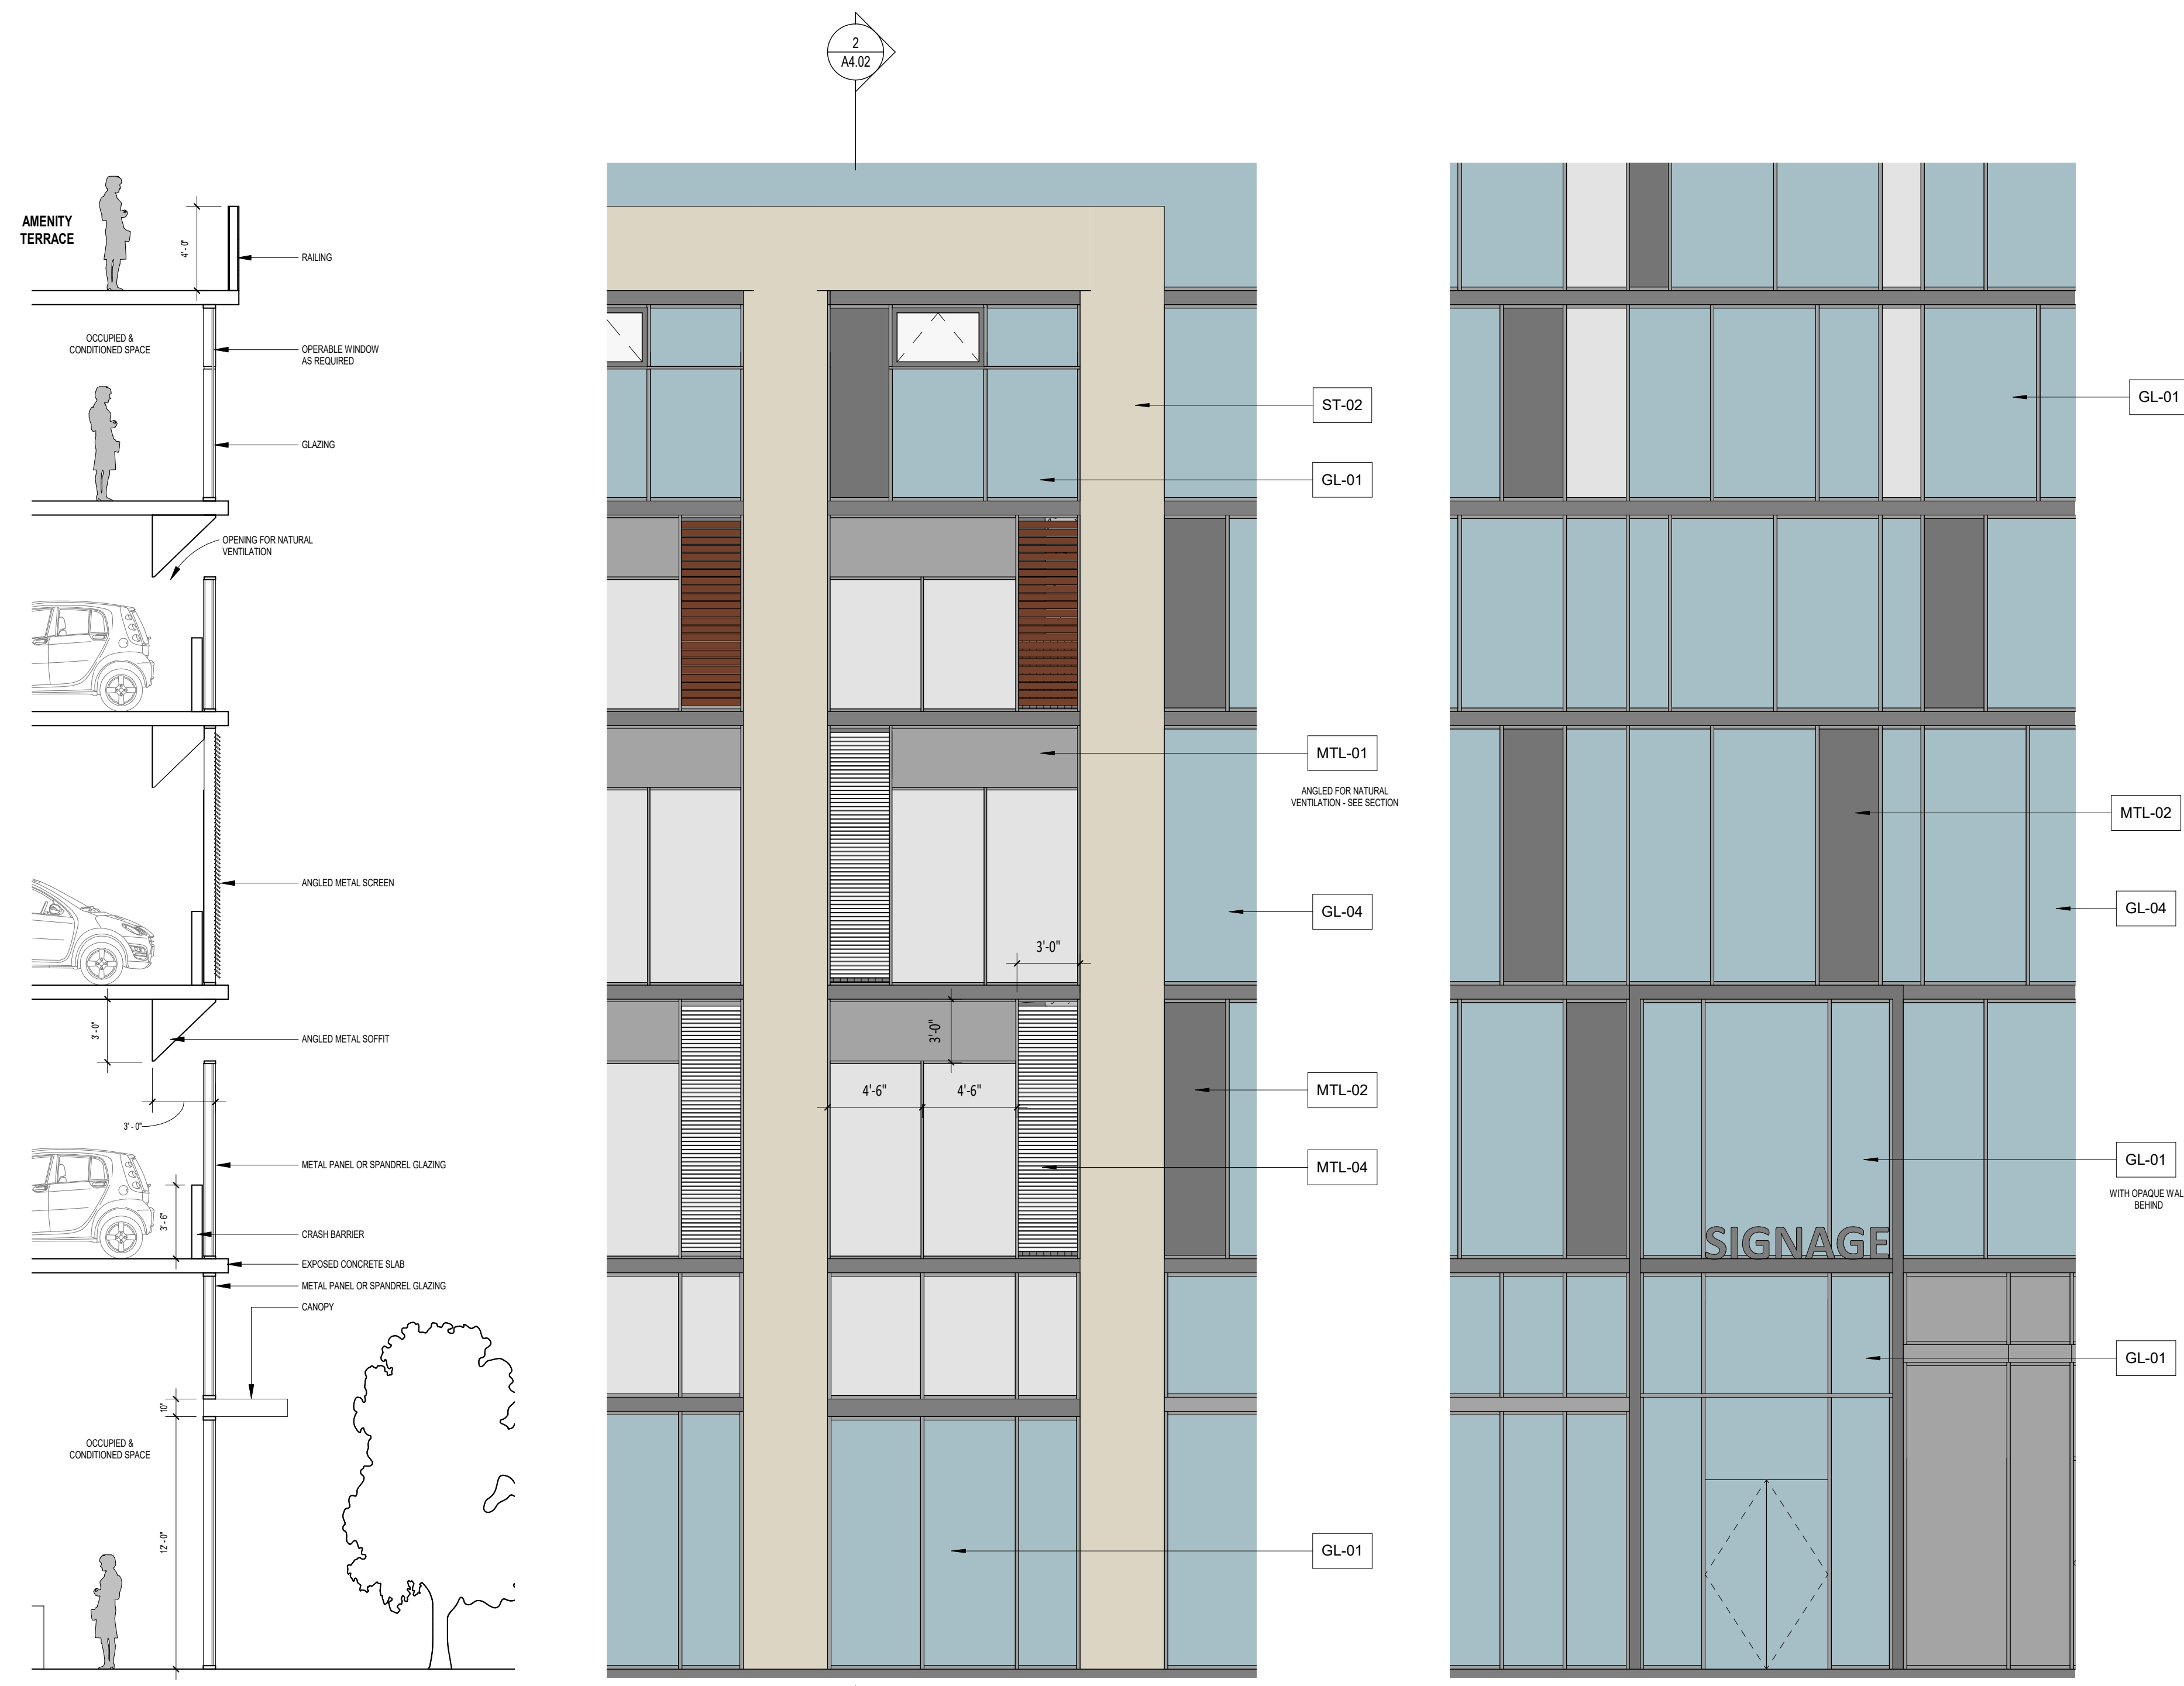 2
A4.02
AMENITY
TERRACE
4' - 0"
RAILING
OCCUPIED &
CONDITIONED SPACE
OPERABLE WINDOW
AS REQUIRED
GLAZING
OPENING FOR NATURAL
VENTILATION
ANGLED METAL SCREEN
3' - 0"
ANGLED METAL SOFFIT
3' - 0"
METAL PANEL OR SPANDREL GLAZING
3' - 6"
CRASH BARRIER
EXPOSED CONCRETE SLAB
METAL PANEL OR SPANDREL GLAZING
CANOPY
10"
OCCUPIED &
CONDITIONED SPACE
12' - 0"
ST-02
GL-01
MTL-01
ANGLED FOR NATURAL
VENTILATION - SEE SECTION
GL-04
3'-0"
3'-0"
4'-6" 4'-6"
MTL-02
MTL-04
GL-01
GL-01
MTL-02
GL-04
GL-01
WITH OPAQUE WAL
BEHIND
SIGNAGE
GL-01